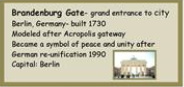 Brandenburg Gate- grand entrance to city
Berlin, Germany- built 1730
Modeled after Acropolis gateway
Became a symbol of peace and unity after
German re-unification 1990
Capital: Berlin